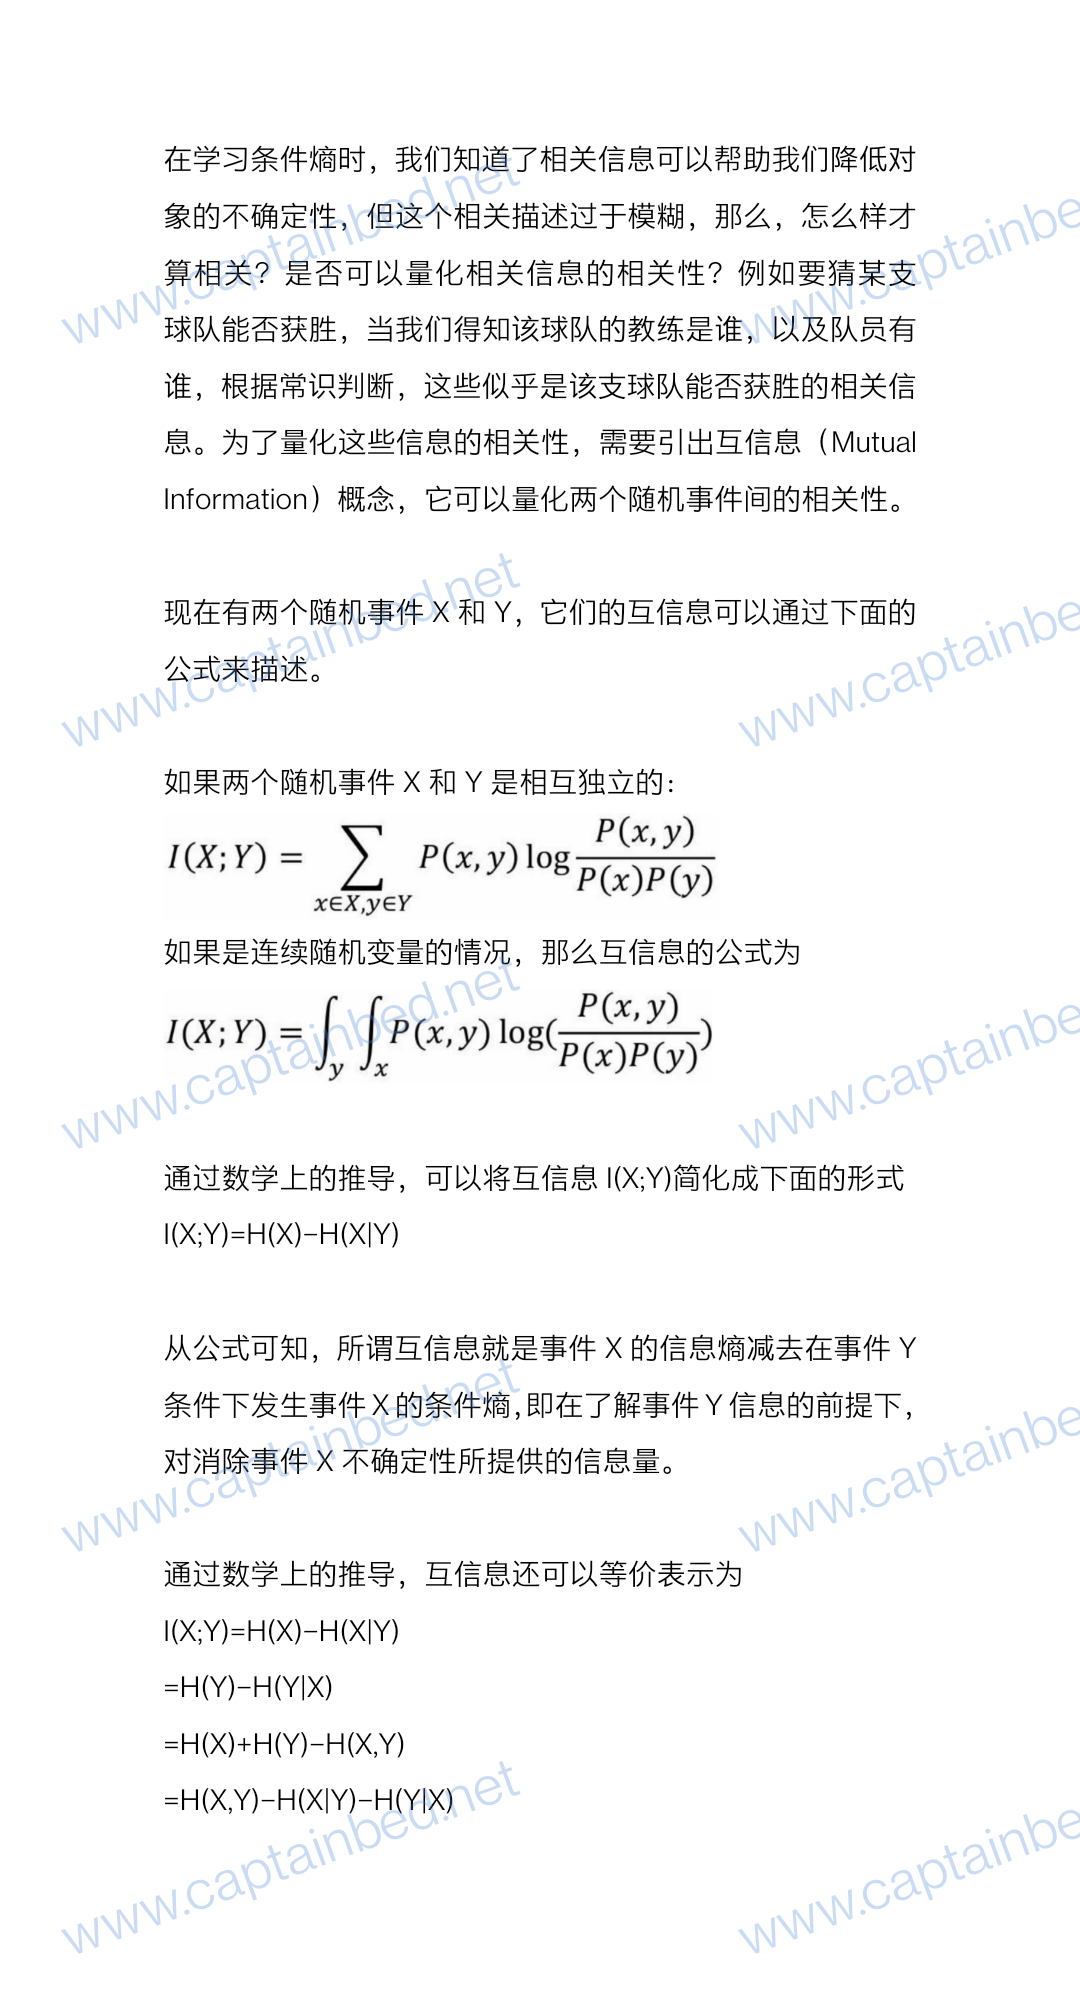 在学习条件熵时，我们知道了相关信息可以帮助我们降低对
象的不确定性，但这个相关描述过于模糊，那么，怎么样才
算相关？是否可以量化相关信息的相关性？例如要猜某支
球队能否获胜，当我们得知该球队的教练是谁，以及队员有
谁，根据常识判断，这些似乎是该支球队能否获胜的相关信
息。为了量化这些信息的相关性，需要引出互信息（Mutual
Information）概念，它可以量化两个随机事件间的相关性。
现在有两个随机事件 X 和 Y，它们的互信息可以通过下面的
公式来描述。
如果两个随机事件 X 和 Y 是相互独立的：
I(X;Y) = ∑_{x∈X,y∈Y} P(x,y) log \frac{P(x,y)}{P(x)P(y)}
如果是连续随机变量的情况，那么互信息的公式为
I(X;Y) = ∫_y ∫_x P(x,y) log(\frac{P(x,y)}{P(x)P(y)})
通过数学上的推导，可以将互信息 I(X;Y)简化成下面的形式
I(X;Y)=H(X)−H(X|Y)
从公式可知，所谓互信息就是事件 X 的信息熵减去在事件 Y
条件下发生事件 X 的条件熵，即在了解事件 Y 信息的前提下，
对消除事件 X 不确定性所提供的信息量。
通过数学上的推导，互信息还可以等价表示为
I(X;Y)=H(X)−H(X|Y)
=H(Y)−H(Y|X)
=H(X)+H(Y)−H(X,Y)
=H(X,Y)−H(X|Y)−H(Y|X)
www.captainbed.net
www.captainbe
www.captainbed.net
www.captainbe
www.captainbed.net
www.captainbe
www.captainbed.net
www.captainbe
www.captainbed.net
www.captainbe